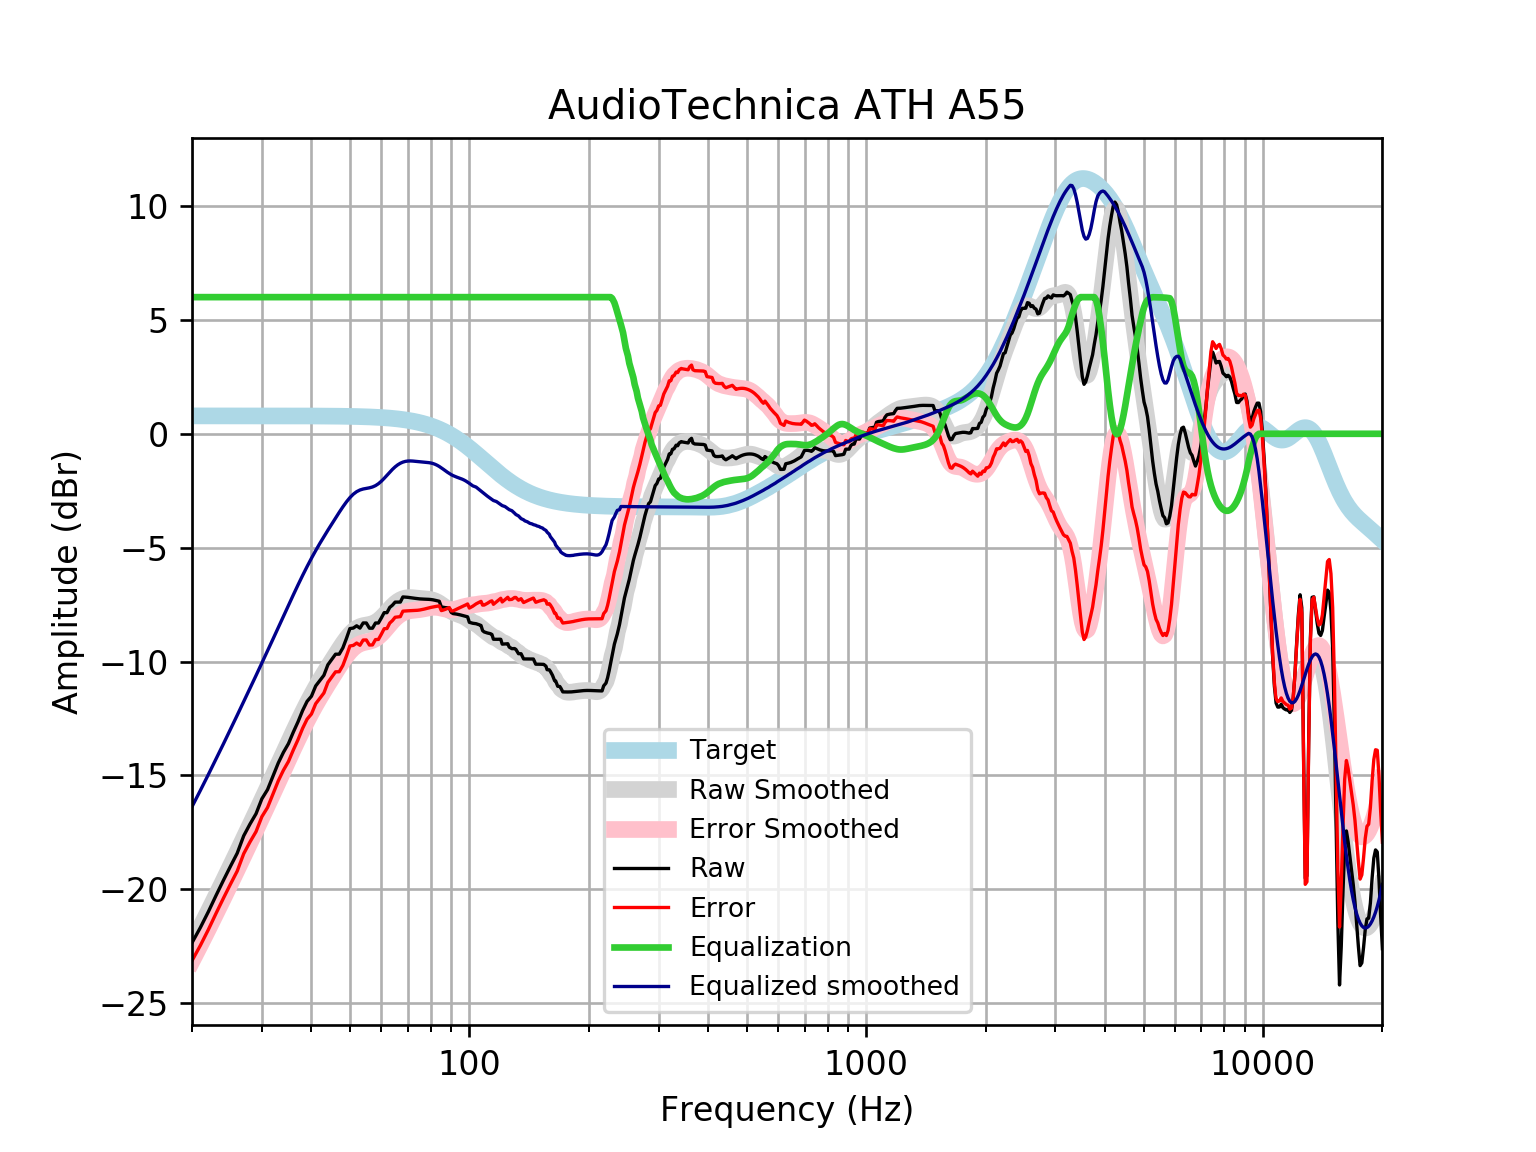 AudioTechnica ATH A55
10
5
0
−5
−10
−15
−20
−25
Amplitude (dBr)
Target
Raw Smoothed
Error Smoothed
Raw
Error
Equalization
Equalized smoothed
100 1000 10000
Frequency (Hz)